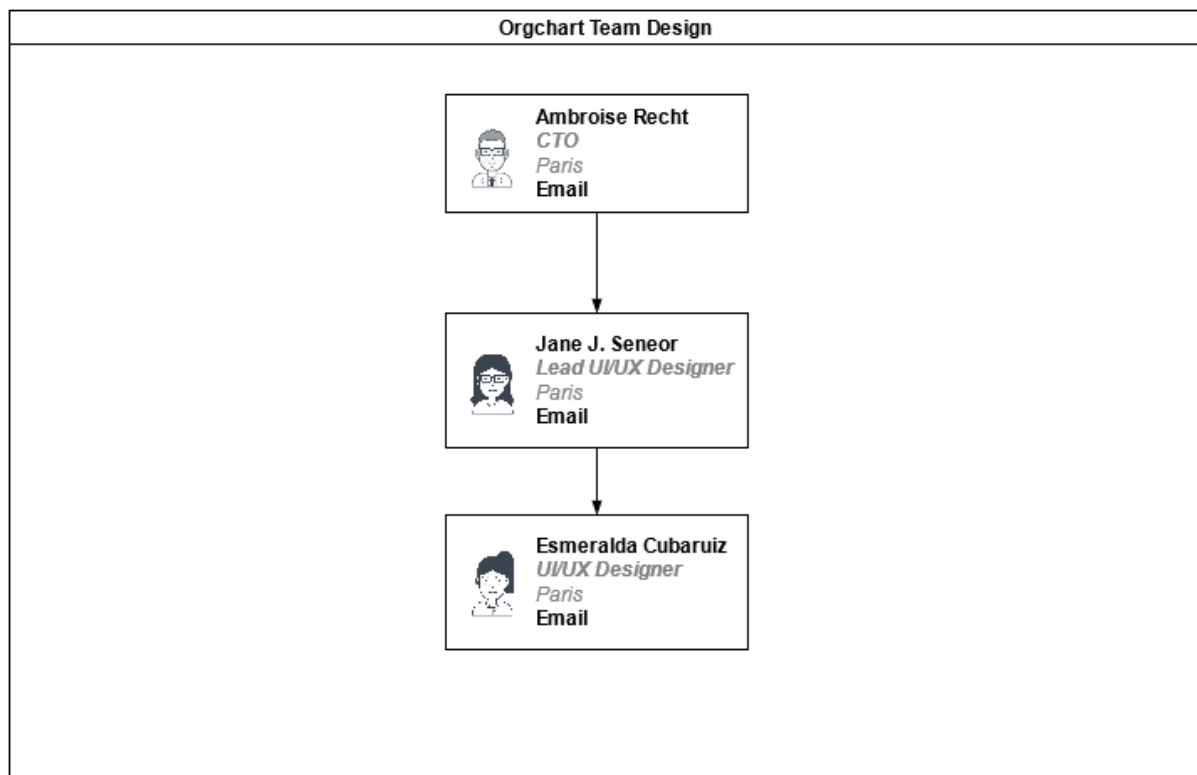 Orgchart Team Design
Ambroise Recht
CTO
Paris
Email
Jane J. Seneor
Lead UI/UX Designer
Paris
Email
Esmeralda Cubaruiz
UI/UX Designer
Paris
Email